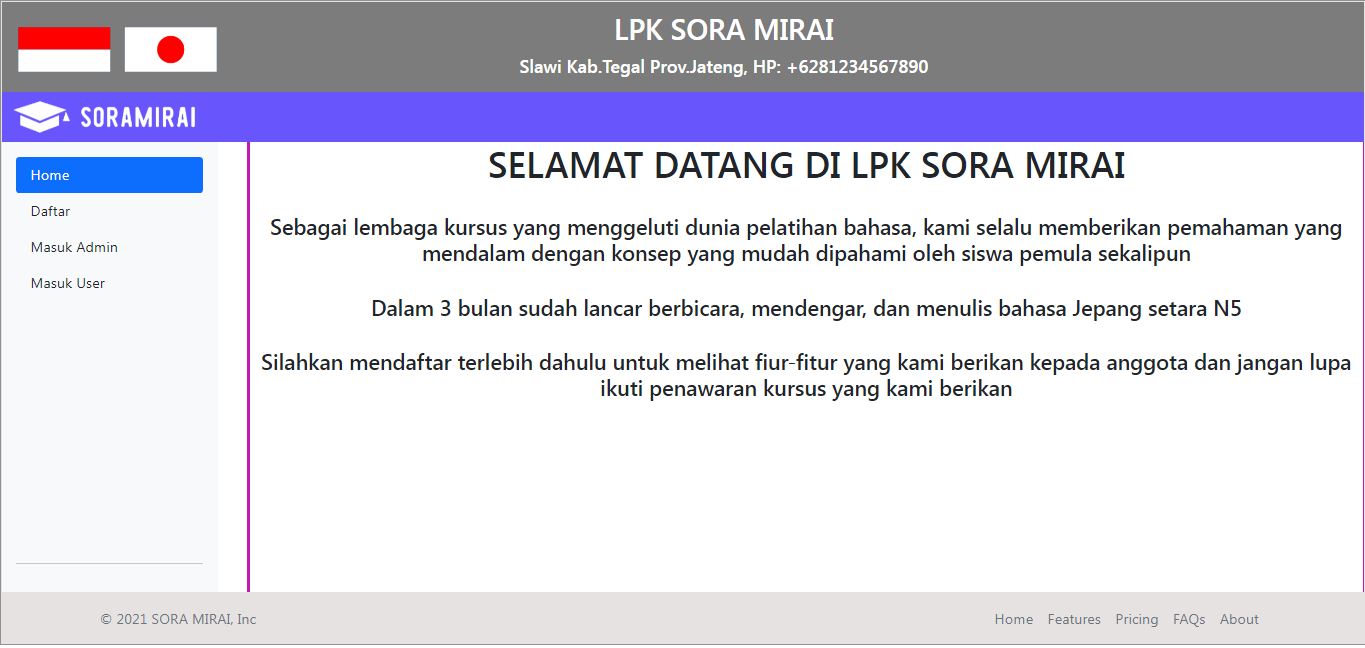 LPK SORA MIRAI
Slawi Kab.Tegal Prov.Jateng, HP: +6281234567890
SORAMIRAI
Home
Daftar
Masuk Admin
Masuk User
SELAMAT DATANG DI LPK SORA MIRAI
Sebagai lembaga kursus yang menggeluti dunia pelatihan bahasa, kami selalu memberikan pemahaman yang
mendalam dengan konsep yang mudah dipahami oleh siswa pemula sekalipun
Dalam 3 bulan sudah lancar berbicara, mendengar, dan menulis bahasa Jepang setara N5
Silahkan mendaftar terlebih dahulu untuk melihat fiur-fitur yang kami berikan kepada anggota dan jangan lupa
ikuti penawaran kursus yang kami berikan
© 2021 SORA MIRAI, Inc
Home Features Pricing FAQs About